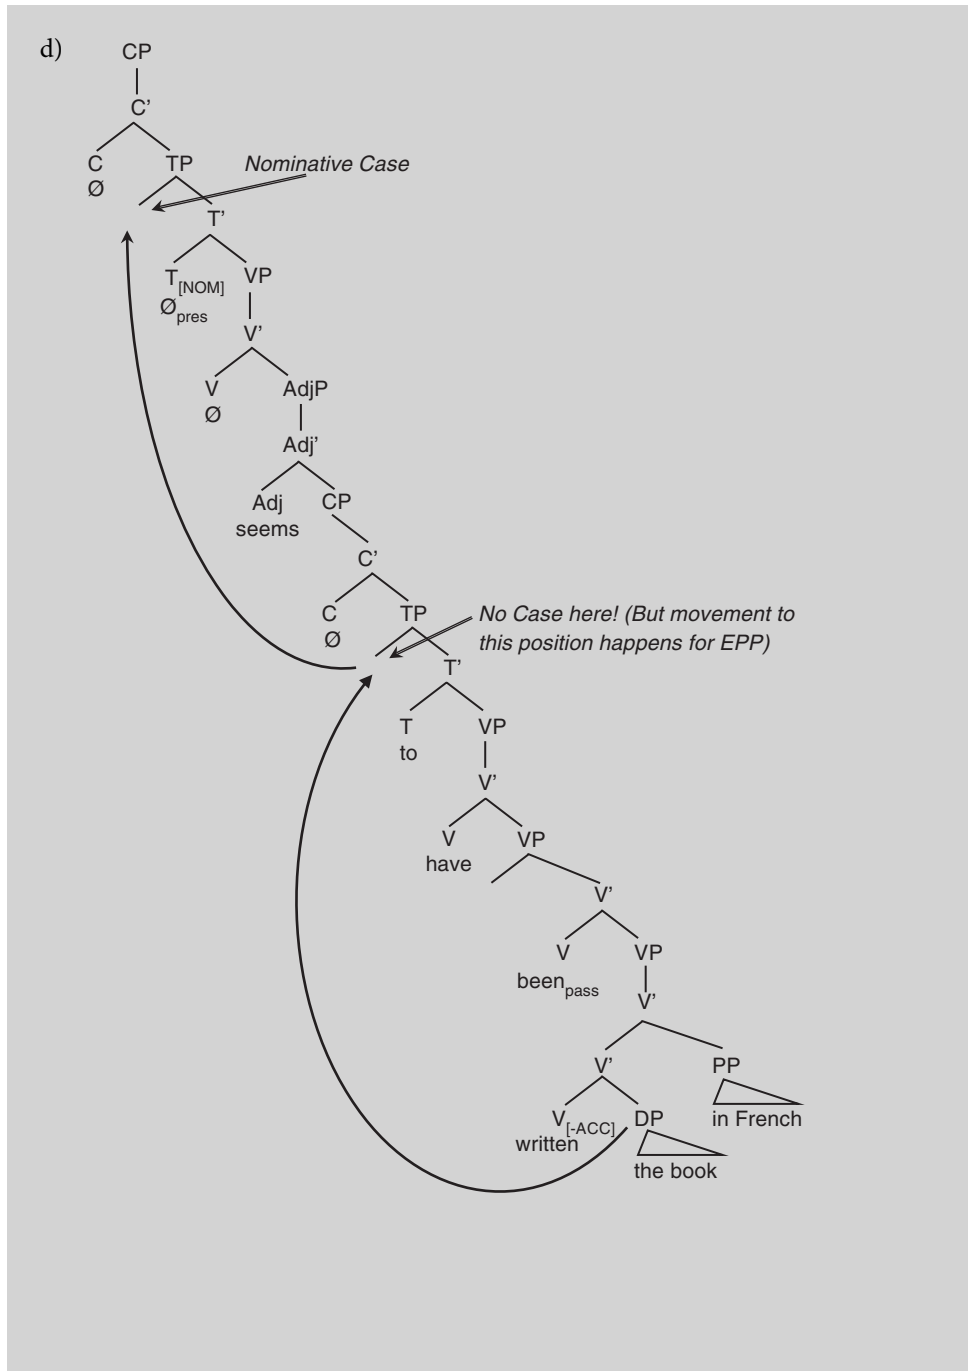 d)
CP
C'
C TP Nominative Case
Ø
T'
T[NOM] VP
Øpres
V'
V AdjP
Ø
Adj'
Adj CP
seems
C'
C TP No Case here! (But movement to
Ø this position happens for EPP)
T'
T VP
to
V'
V VP
have
V'
V VP
beenpass
V'
V' PP
V[-ACC] DP in French
written
the book